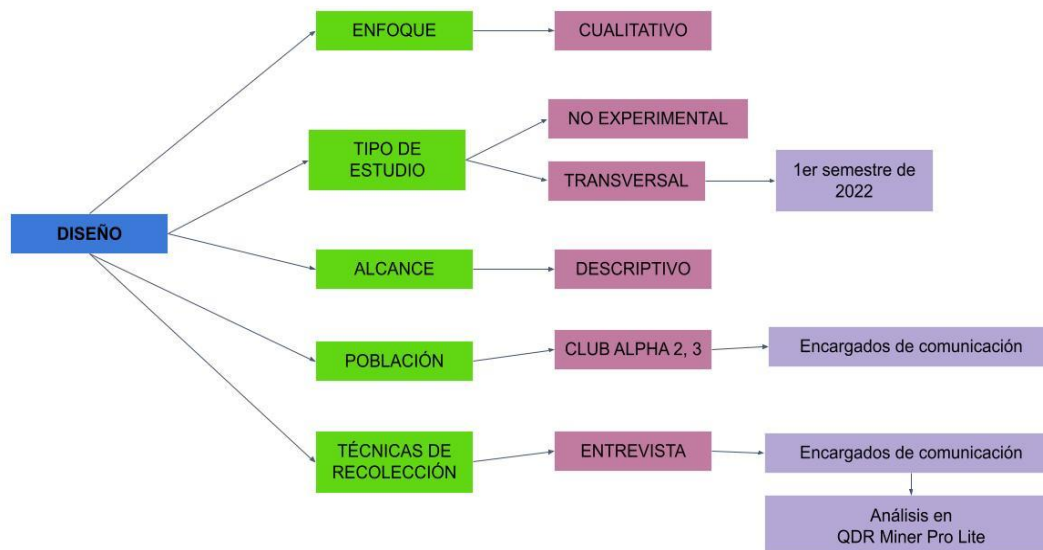 ENFOQUE
CUALITATIVO
NO EXPERIMENTAL
TIPO DE
ESTUDIO
TRANSVERSAL
1er semestre de
2022
DISEÑO
ALCANCE
DESCRIPTIVO
POBLACIÓN
CLUB ALPHA 2, 3
Encargados de comunicación
TÉCNICAS DE
RECOLECCIÓN
ENTREVISTA
Encargados de comunicación
Análisis en
QDR Miner Pro Lite